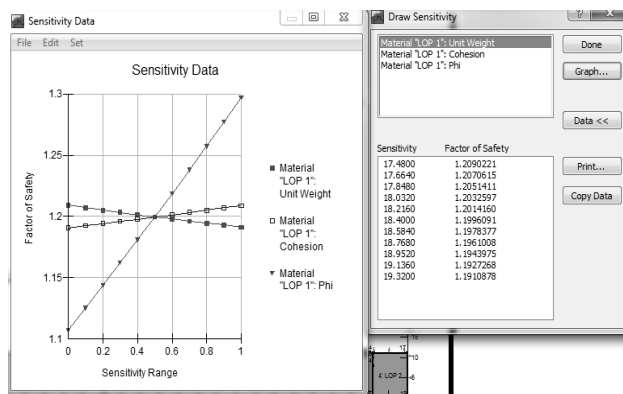 Sensitivity Data
File Edit Set
Sensitivity Data
1.3
1.25
1.2
1.15
1.1
Factor of Safety
0 0.2 0.4 0.6 0.8 1
Sensitivity Range
Material
"LOP 1":
Unit Weight
Material
"LOP 1":
Cohesion
Material
"LOP 1": Phi
Draw Sensitivity
Material "LOP 1": Unit Weight
Material "LOP 1": Cohesion
Material "LOP 1": Phi
Done
Graph...
Data <<
Print...
Copy Data
Sensitivity Factor of Safety
17.4800 1.2090221
17.6640 1.2070615
17.8480 1.2051411
18.0320 1.2032597
18.2160 1.2014160
18.4000 1.1996091
18.5840 1.1978377
18.7680 1.1961008
18.9520 1.1943975
19.1360 1.1927268
19.3200 1.1910878
4: LOP 2